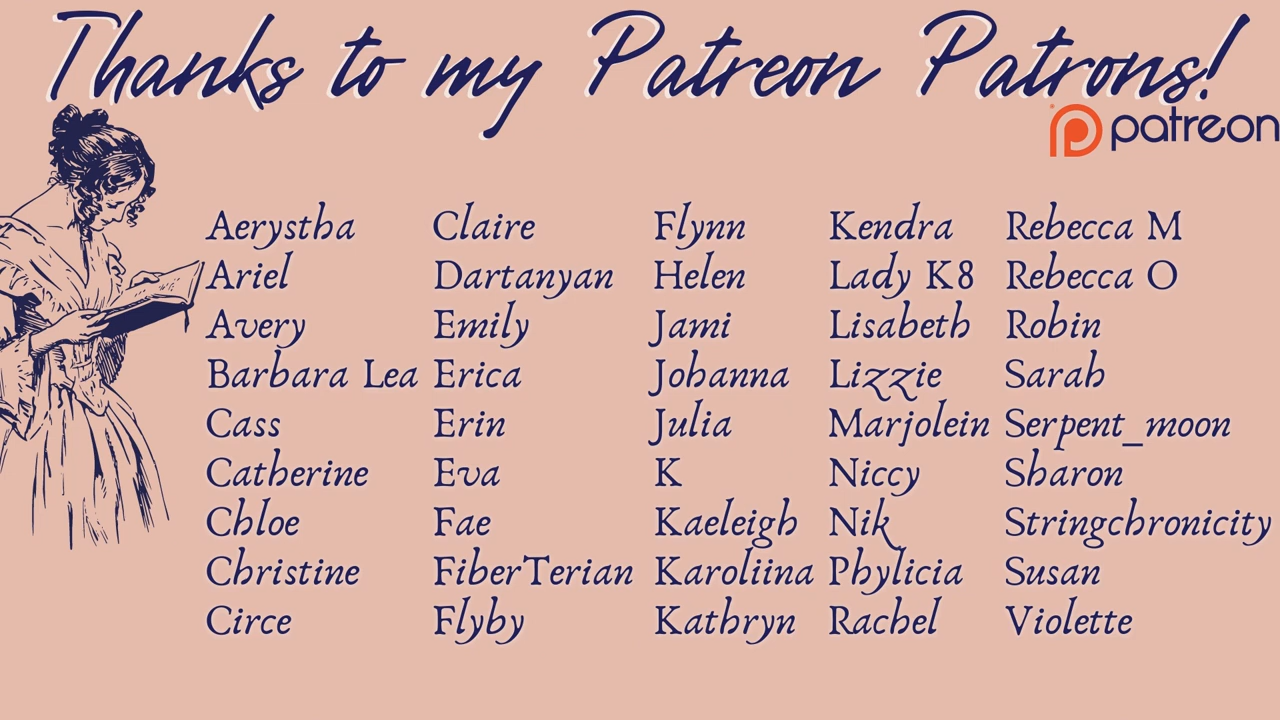 Thanks to my Patreon Patrons!
patreon
Aerystha
Ariel
Avery
Barbara Lea
Cass
Catherine
Chloe
Christine
Circe
Claire
Dartanyan
Emily
Erica
Erin
Eva
Fae
FiberTerian
Flyby
Flynn
Helen
Jami
Johanna
Julia
K
Kaeleigh
Karoliina
Kathryn
Kendra
Lady K8
Lisabeth
Lizzie
Marjolein
Niccy
Nik
Phylicia
Rachel
Rebecca M
Rebecca O
Robin
Sarah
Serpent_moon
Sharon
Stringchronicity
Susan
Violette